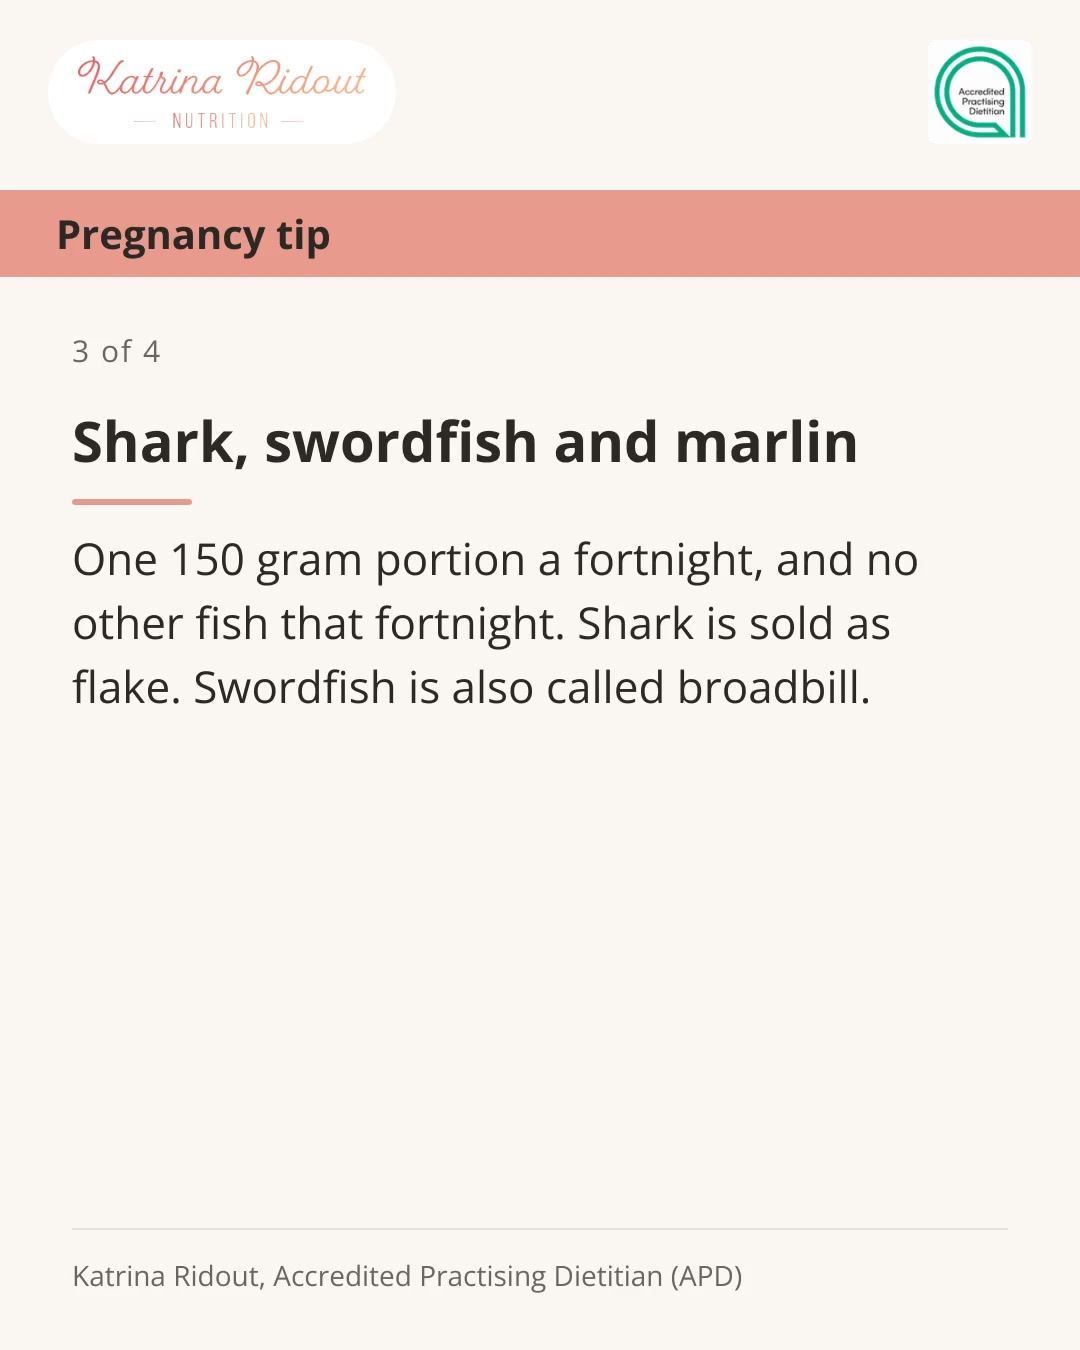 Katrina Ridout
NUTRITION
Accredited
Practising
Dietitian
Pregnancy tip
3 of 4
Shark, swordfish and marlin
One 150 gram portion a fortnight, and no
other fish that fortnight. Shark is sold as
flake. Swordfish is also called broadbill.
Katrina Ridout, Accredited Practising Dietitian (APD)